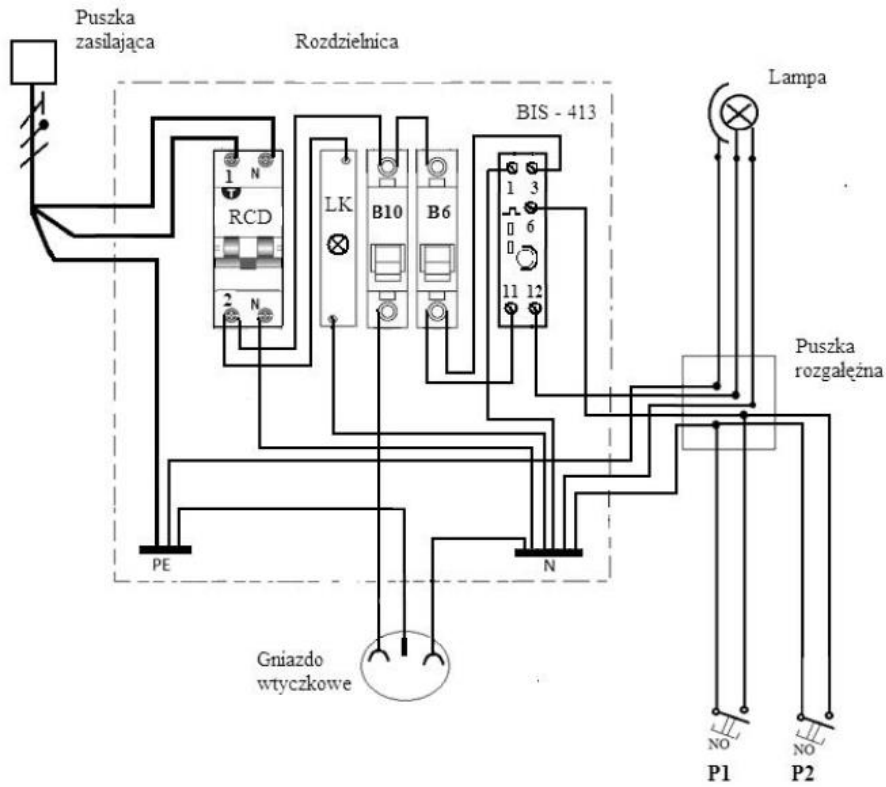 Puszka
zasilająca
Rozdzielnica
Lampa
BIS - 413
1 N
RCD
2 N
LK
B10
B6
1 3
6
11 12
Puszka
rozgałęźna
PE
N
Gniazdo
wtyczkowe
NO
P1
NO
P2